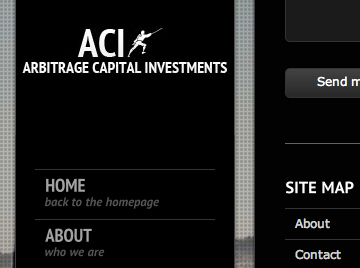 ACI
ARBITRAGE CAPITAL INVESTMENTS
HOME
back to the homepage
ABOUT
who we are
Send m
SITE MAP
About
Contact